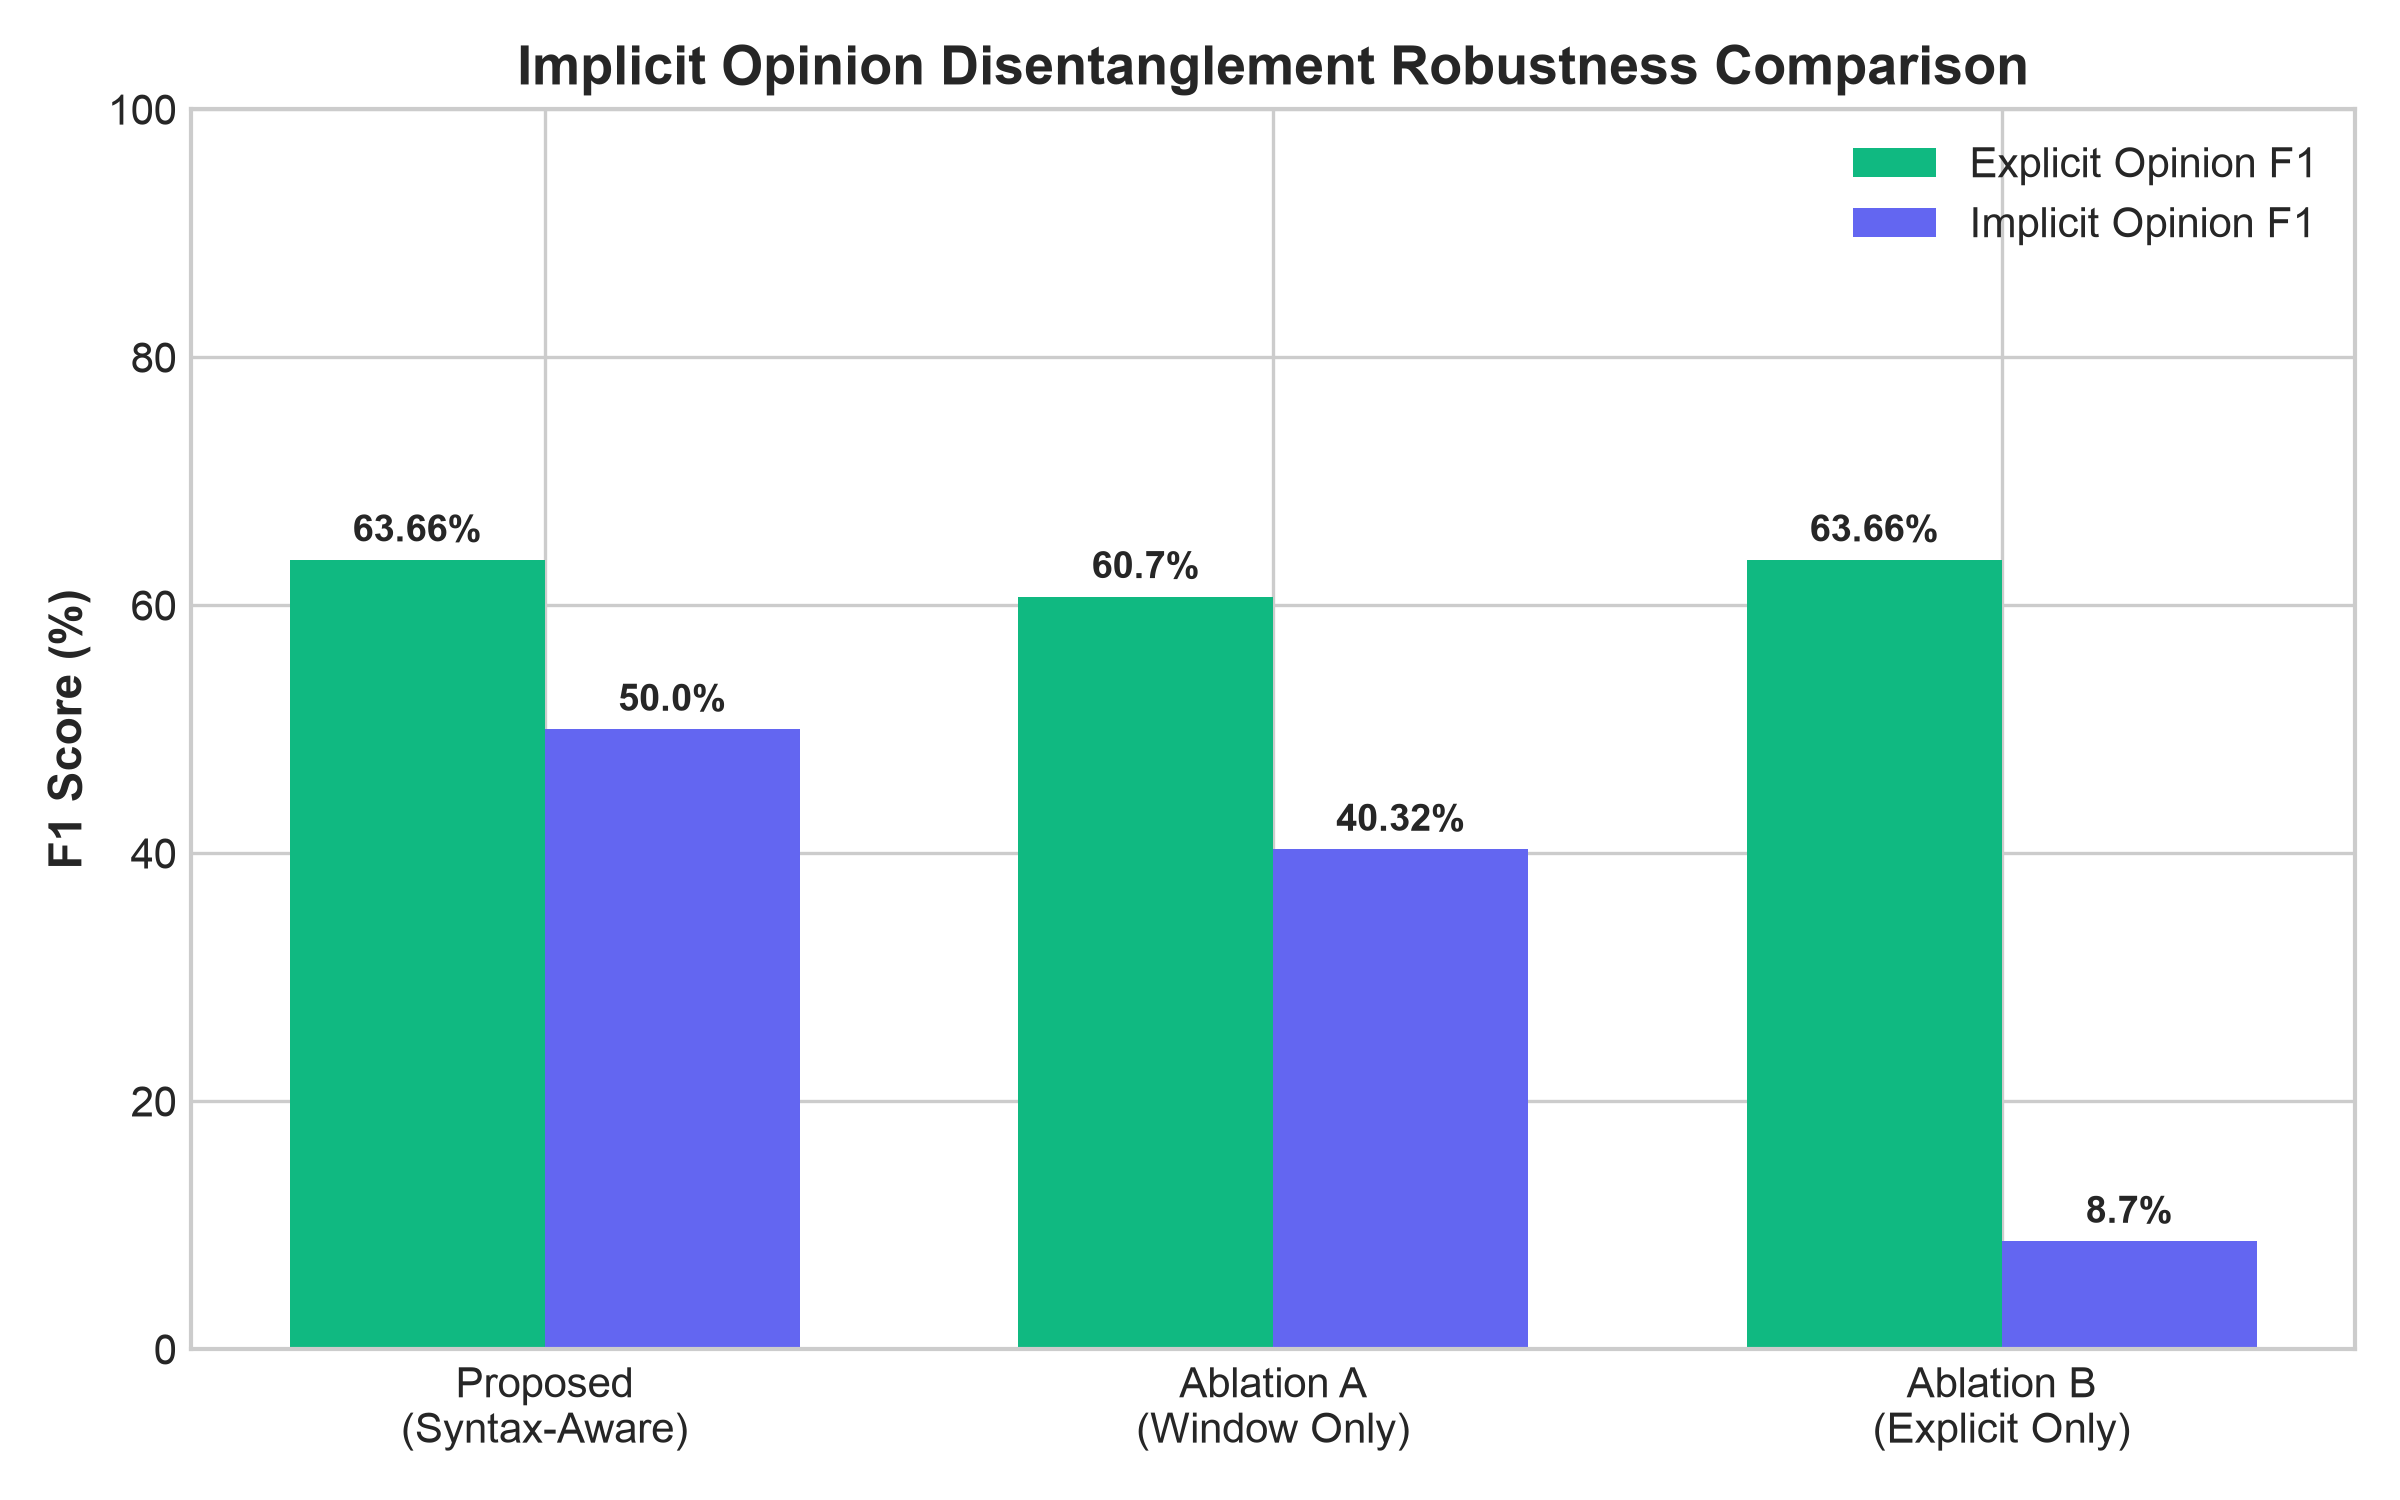 Implicit Opinion Disentanglement Robustness Comparison
100
80
60
40
20
0
F1 Score (%)
Explicit Opinion F1
Implicit Opinion F1
63.66%
50.0%
60.7%
40.32%
63.66%
8.7%
Proposed
(Syntax-Aware)
Ablation A
(Window Only)
Ablation B
(Explicit Only)